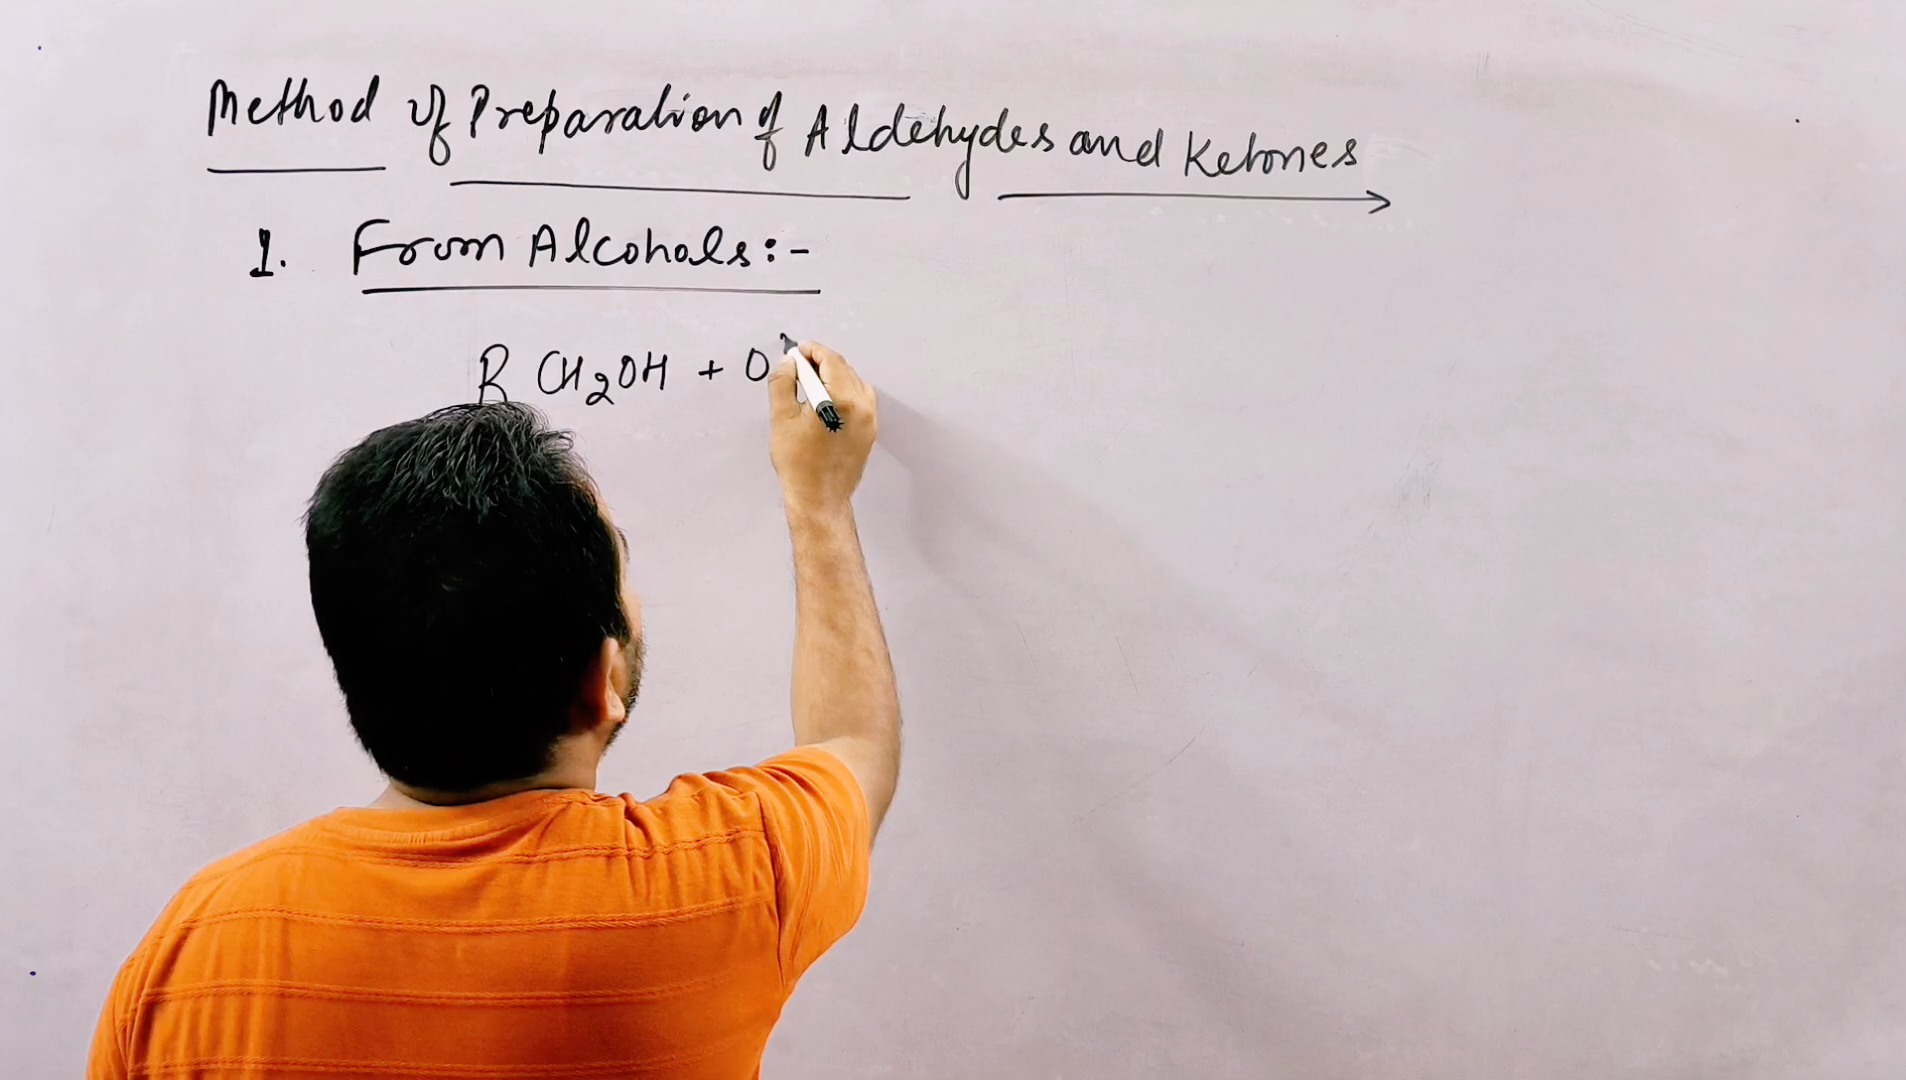 Method of Preparation of Aldehydes and Ketones
1. From Alcohols:-
R CH2OH + O